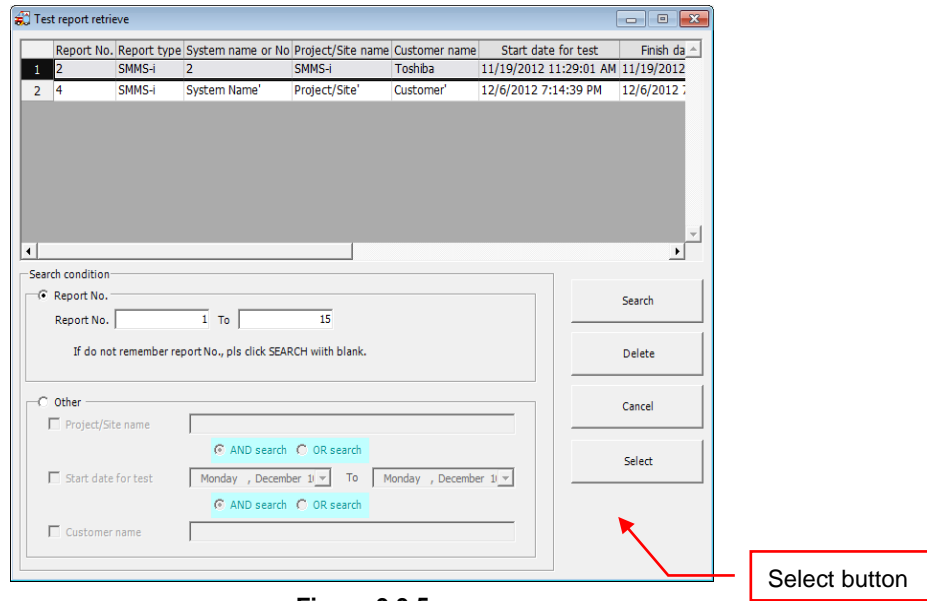 Test report retrieve
Report No. Report type System name or No Project/Site name Customer name Start date for test Finish da
1 2 SMMS-i 2 SMMS-i Toshiba 11/19/2012 11:29:01 AM 11/19/2012
2 4 SMMS-i System Name' Project/Site' Customer' 12/6/2012 7:14:39 PM 12/6/2012
Search condition
Report No.
Report No. 1 To 15
If do not remember report No., pls click SEARCH wiith blank.
Other
Project/Site name
AND search OR search
Start date for test Monday , December To Monday , December
AND search OR search
Customer name
Search
Delete
Cancel
Select
Select button